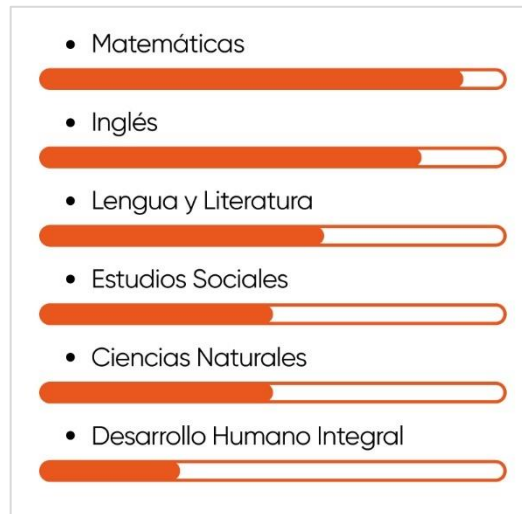 • Matemáticas
• Inglés
• Lengua y Literatura
• Estudios Sociales
• Ciencias Naturales
• Desarrollo Humano Integral